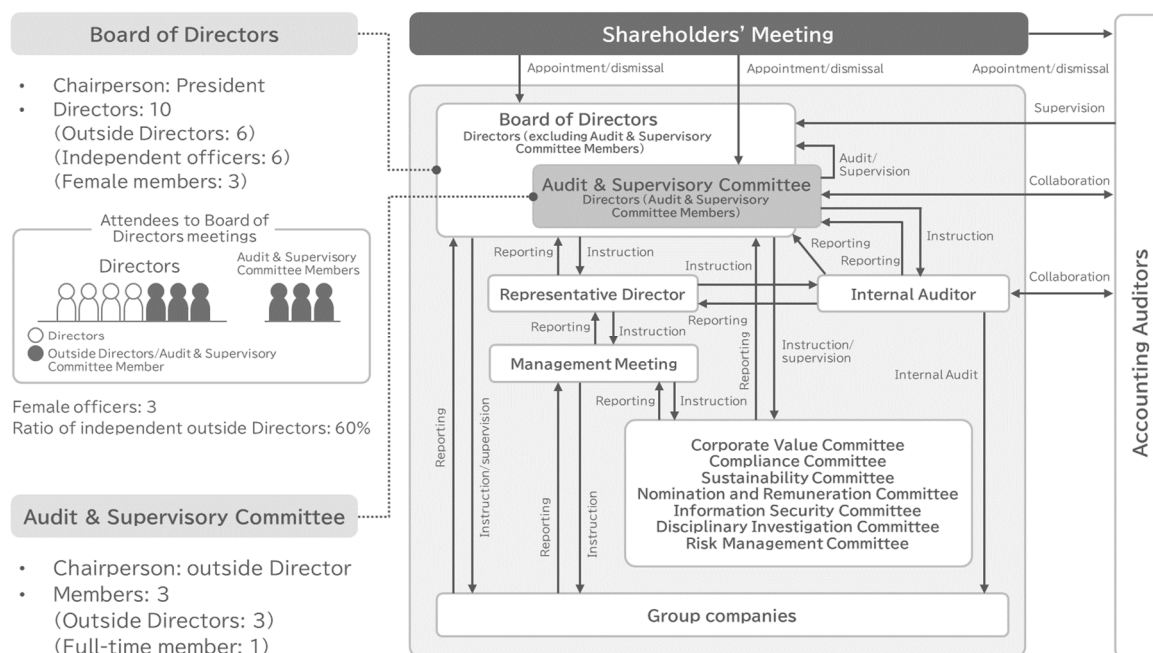 Board of Directors
• Chairperson: President
• Directors: 10
(Outside Directors: 6)
(Independent officers: 6)
(Female members: 3)
Attendees to Board of
Directors meetings
Directors
Audit & Supervisory
Committee Members
Directors
Outside Directors/Audit & Supervisory
Committee Member
Female officers: 3
Ratio of independent outside Directors: 60%
Audit & Supervisory Committee
• Chairperson: outside Director
• Members: 3
(Outside Directors: 3)
(Full-time member: 1)
Shareholders' Meeting
Appointment/dismissal
Appointment/dismissal
Appointment/dismissal
Board of Directors
Directors (excluding Audit & Supervisory
Committee Members)
Supervision
Audit/
Supervision
Audit & Supervisory Committee
Directors (Audit & Supervisory
Committee Members)
Collaboration
Reporting
Instruction
Reporting
Reporting
Instruction
Instruction
Collaboration
Representative Director
Internal Auditor
Reporting
Reporting
Instruction
Reporting
Instruction/
supervision
Management Meeting
Internal Audit
Reporting
Instruction
Reporting
Instruction/supervision
Reporting
Instruction
Corporate Value Committee
Compliance Committee
Sustainability Committee
Nomination and Remuneration Committee
Information Security Committee
Disciplinary Investigation Committee
Risk Management Committee
Group companies
Accounting Auditors